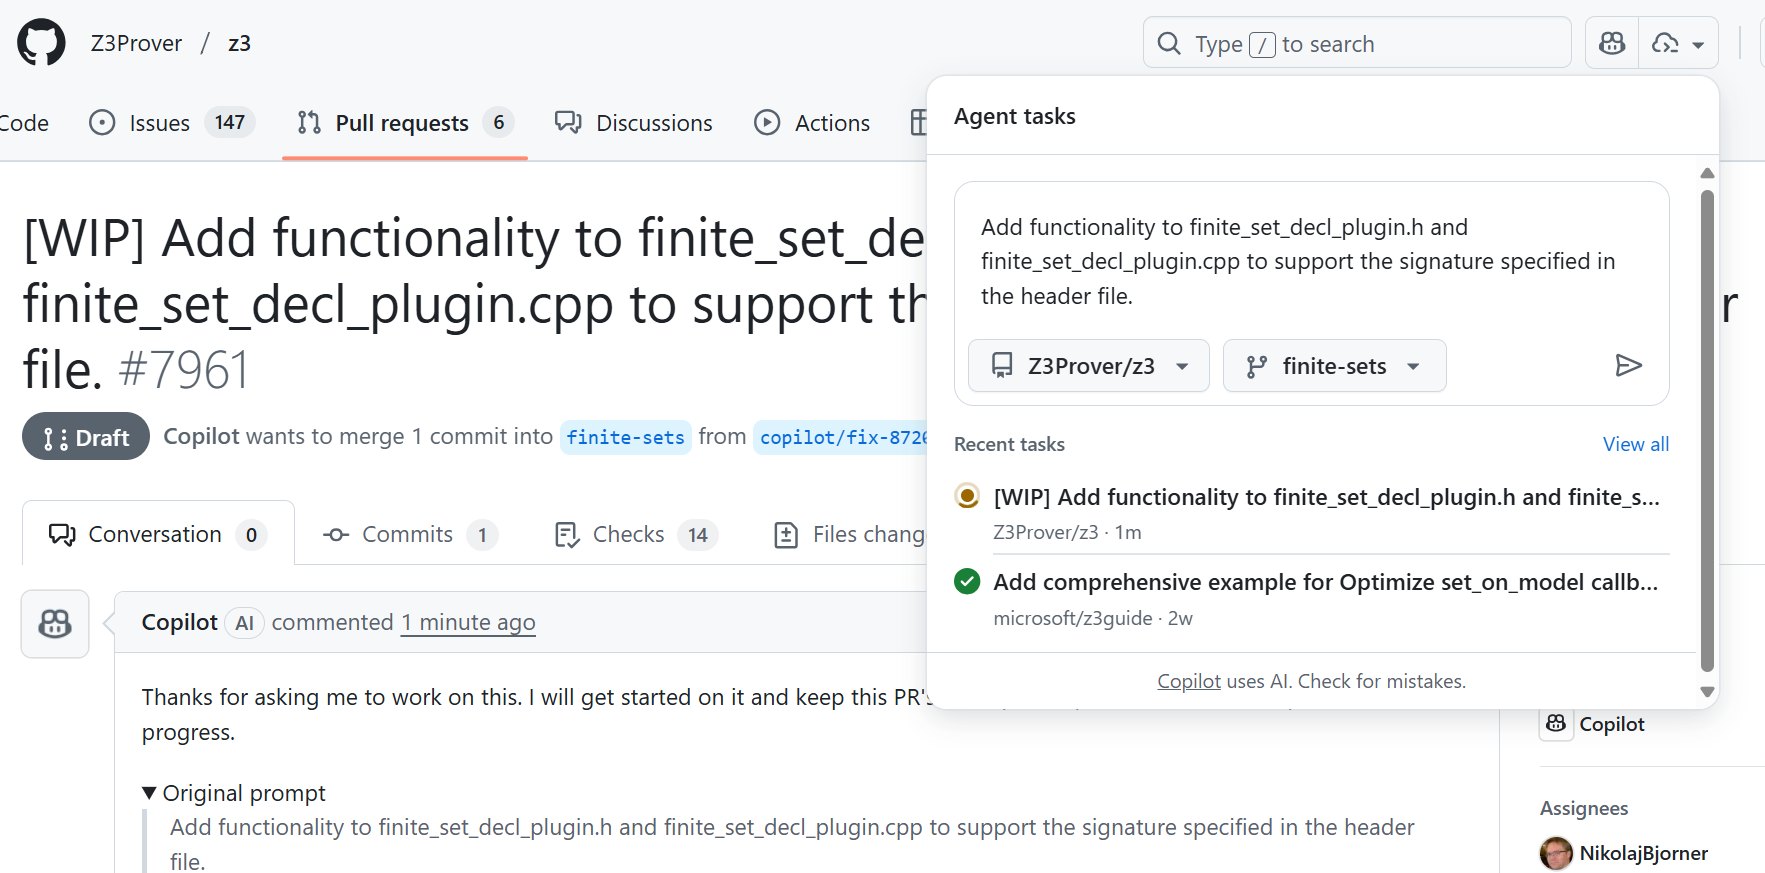 Z3Prover / z3
Type / to search
Code
Issues 147
Pull requests 6
Discussions
Actions
Agent tasks
Add functionality to finite_set_decl_plugin.h and
finite_set_decl_plugin.cpp to support the signature specified in
the header file.
Z3Prover/z3
finite-sets
Recent tasks
View all
[WIP] Add functionality to finite_set_decl_plugin.h and finite_s...
Z3Prover/z3 · 1m
Add comprehensive example for Optimize set_on_model callb...
microsoft/z3guide · 2w
Copilot uses AI. Check for mistakes.
[WIP] Add functionality to finite_set_de
finite_set_decl_plugin.cpp to support th r
file. #7961
Draft
Copilot wants to merge 1 commit into finite-sets from copilot/fix-872
Conversation 0
Commits 1
Checks 14
Files chang
Copilot AI commented 1 minute ago
Thanks for asking me to work on this. I will get started on it and keep this PR's
progress.
▼ Original prompt
Add functionality to finite_set_decl_plugin.h and finite_set_decl_plugin.cpp to support the signature specified in the header
file.
Copilot
Assignees
NikolajBjorner